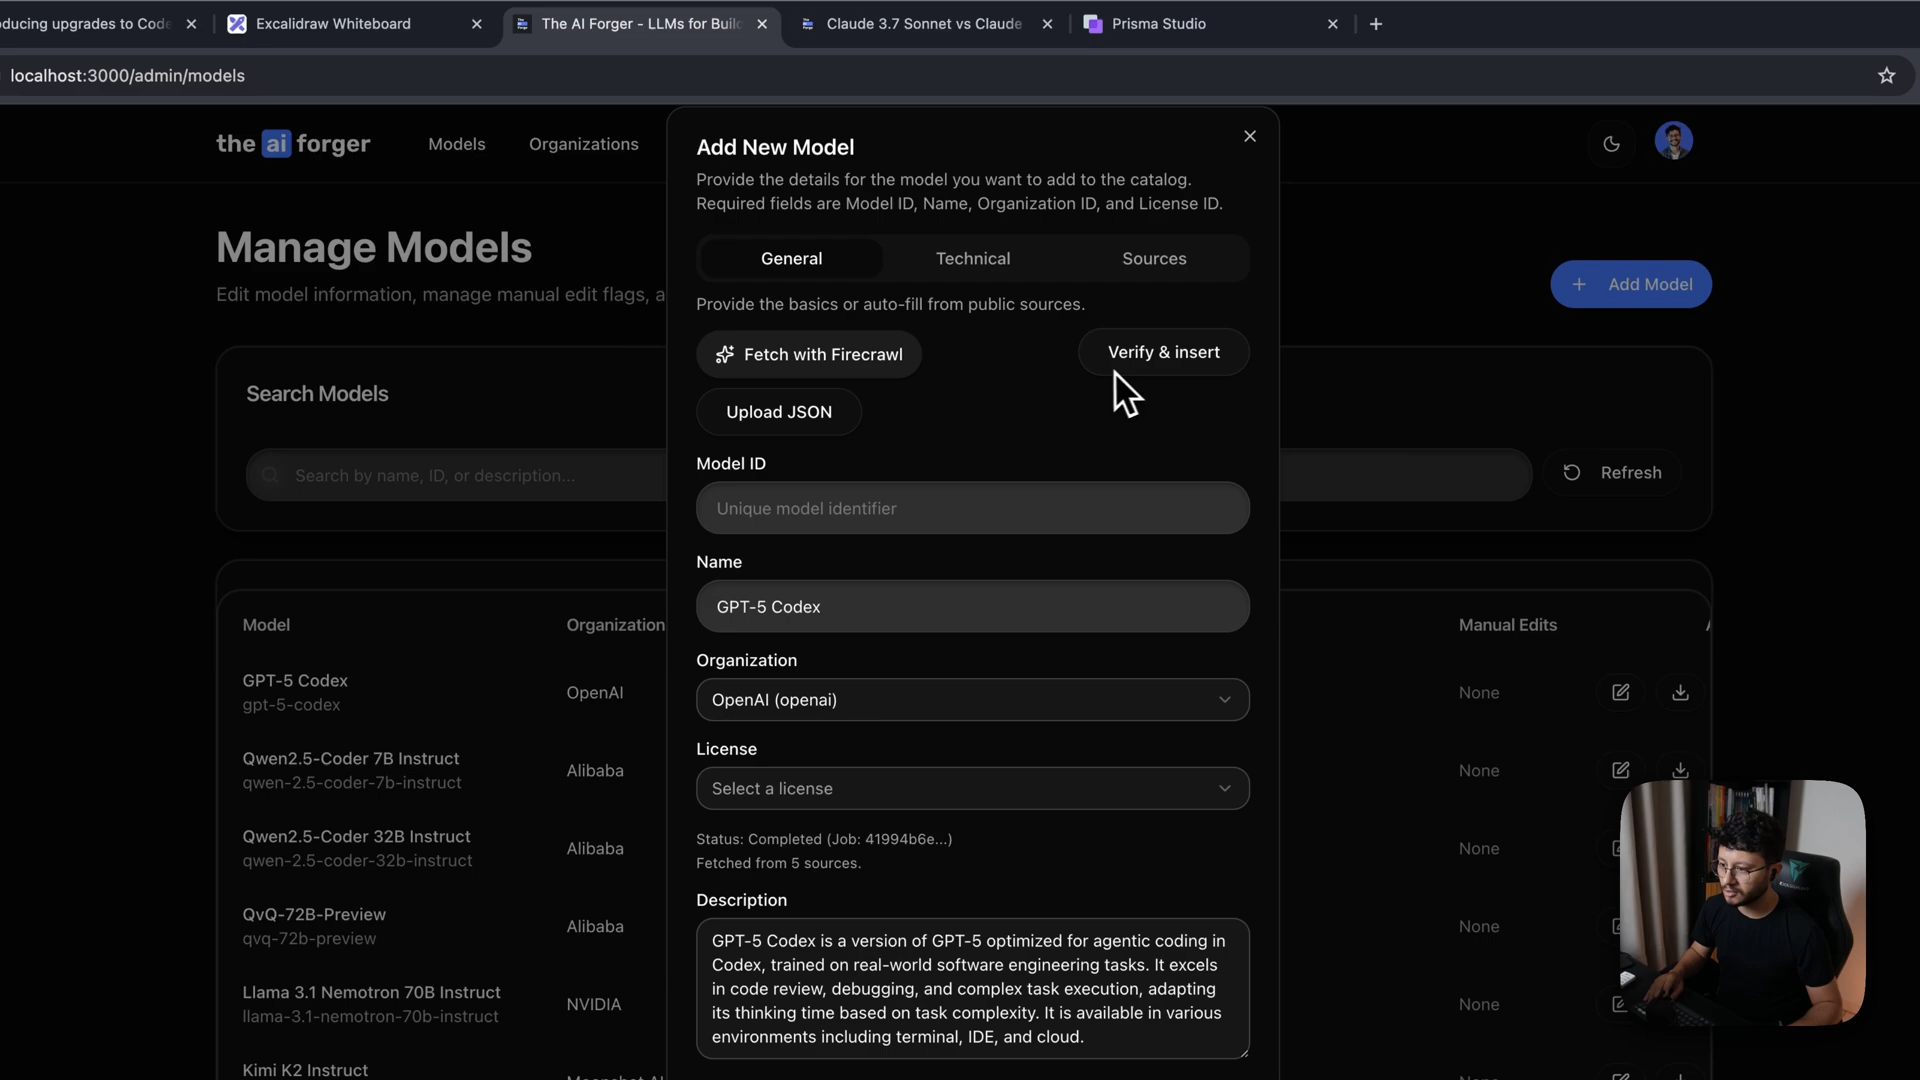 oducing upgrades to Code
Excalidraw Whiteboard
The AI Forger - LLMs for Build
Claude 3.7 Sonnet vs Claude
Prisma Studio
localhost:3000/admin/models
the ai forger
Models
Organizations
Manage Models
Edit model information, manage manual edit flags, a
Add Model
Search Models
Search by name, ID, or description...
Refresh
Model
Organization
Manual Edits
GPT-5 Codex
gpt-5-codex
OpenAI
None
Qwen2.5-Coder 7B Instruct
qwen-2.5-coder-7b-instruct
Alibaba
None
Qwen2.5-Coder 32B Instruct
qwen-2.5-coder-32b-instruct
Alibaba
None
QvQ-72B-Preview
qvq-72b-preview
Alibaba
None
Llama 3.1 Nemotron 70B Instruct
llama-3.1-nemotron-70b-instruct
NVIDIA
None
Kimi K2 Instruct
Add New Model
Provide the details for the model you want to add to the catalog.
Required fields are Model ID, Name, Organization ID, and License ID.
General
Technical
Sources
Provide the basics or auto-fill from public sources.
Fetch with Firecrawl
Verify & insert
Upload JSON
Model ID
Unique model identifier
Name
GPT-5 Codex
Organization
OpenAI (openai)
License
Select a license
Status: Completed (Job: 41994b6e...)
Fetched from 5 sources.
Description
GPT-5 Codex is a version of GPT-5 optimized for agentic coding in
Codex, trained on real-world software engineering tasks. It excels
in code review, debugging, and complex task execution, adapting
its thinking time based on task complexity. It is available in various
environments including terminal, IDE, and cloud.